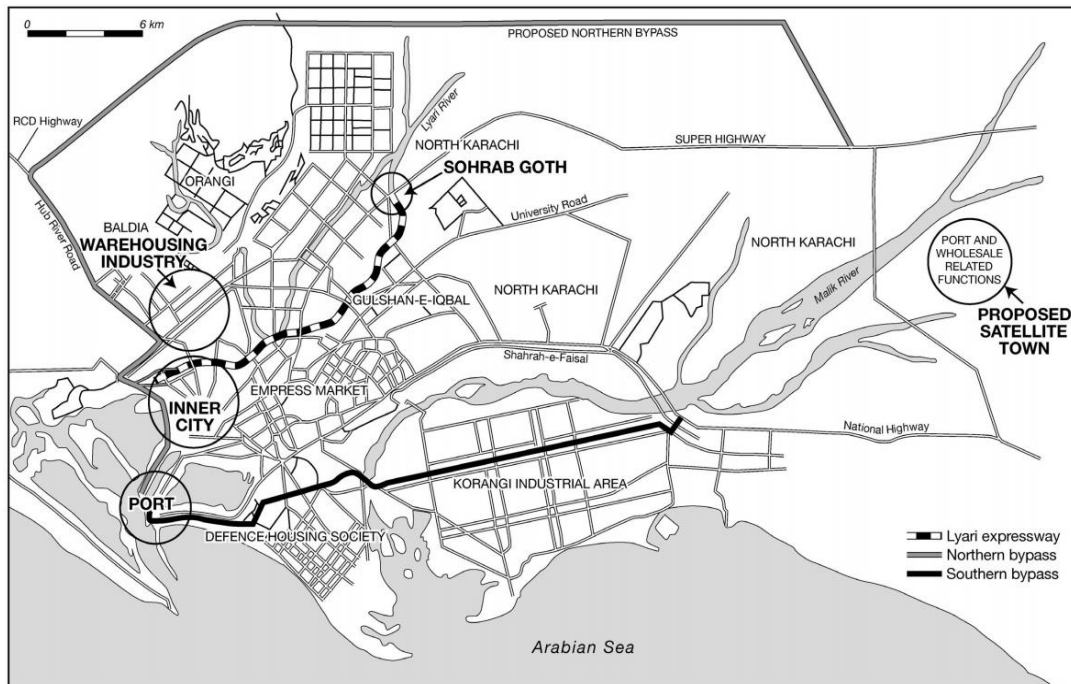 0 6 km
PROPOSED NORTHERN BYPASS
RCD Highway
Lyari River
NORTH KARACHI
SUPER HIGHWAY
SOHRAB GOTH
ORANGI
Hub River Road
University Road
BALDIA
WAREHOUSING
INDUSTRY
NORTH KARACHI
PORT AND
WHOLESALE
RELATED
FUNCTIONS
PROPOSED
SATELLITE
TOWN
Malik River
NORTH KARACHI
GULSHAN-E-IQBAL
Shahrah-e-Faisal
EMPRESS MARKET
INNER
CITY
National Highway
KORANGI INDUSTRIAL AREA
PORT
DEFENCE HOUSING SOCIETY
Lyari expressway
Northern bypass
Southern bypass
Arabian Sea